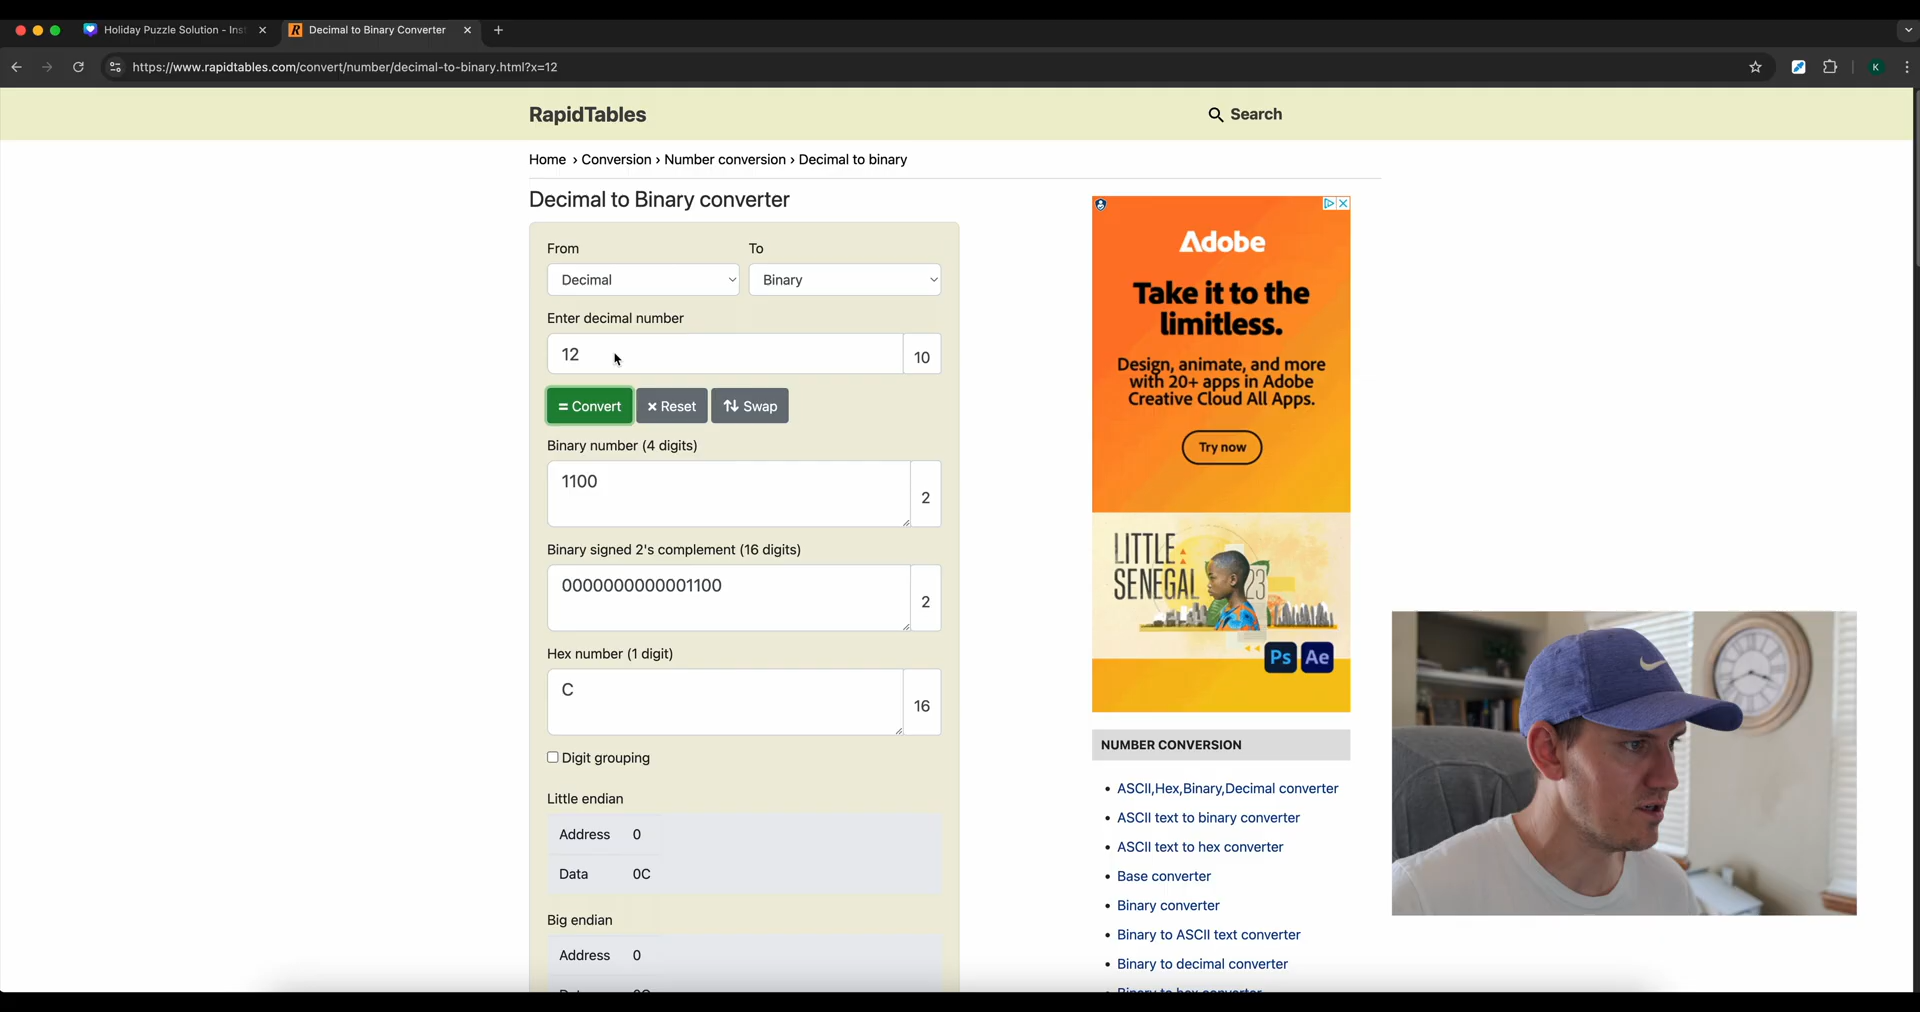 Holiday Puzzle Solution - Ins
Decimal to Binary Converter
https://www.rapidtables.com/convert/number/decimal-to-binary.html?x=12
K
RapidTables
Search
Home › Conversion › Number conversion › Decimal to binary
Decimal to Binary converter
From
To
Decimal
Binary
Enter decimal number
12
10
= Convert
× Reset
Swap
Binary number (4 digits)
1100
2
Binary signed 2's complement (16 digits)
0000000000001100
2
Hex number (1 digit)
C
16
Digit grouping
Little endian
Address 0
Data 0C
Big endian
Address 0
Adobe
Take it to the
limitless.
Design, animate, and more
with 20+ apps in Adobe
Creative Cloud All Apps.
Try now
LITTLE
SENEGAL
23
Ps
Ae
NUMBER CONVERSION
• ASCII,Hex,Binary,Decimal converter
• ASCII text to binary converter
• ASCII text to hex converter
• Base converter
• Binary converter
• Binary to ASCII text converter
• Binary to decimal converter